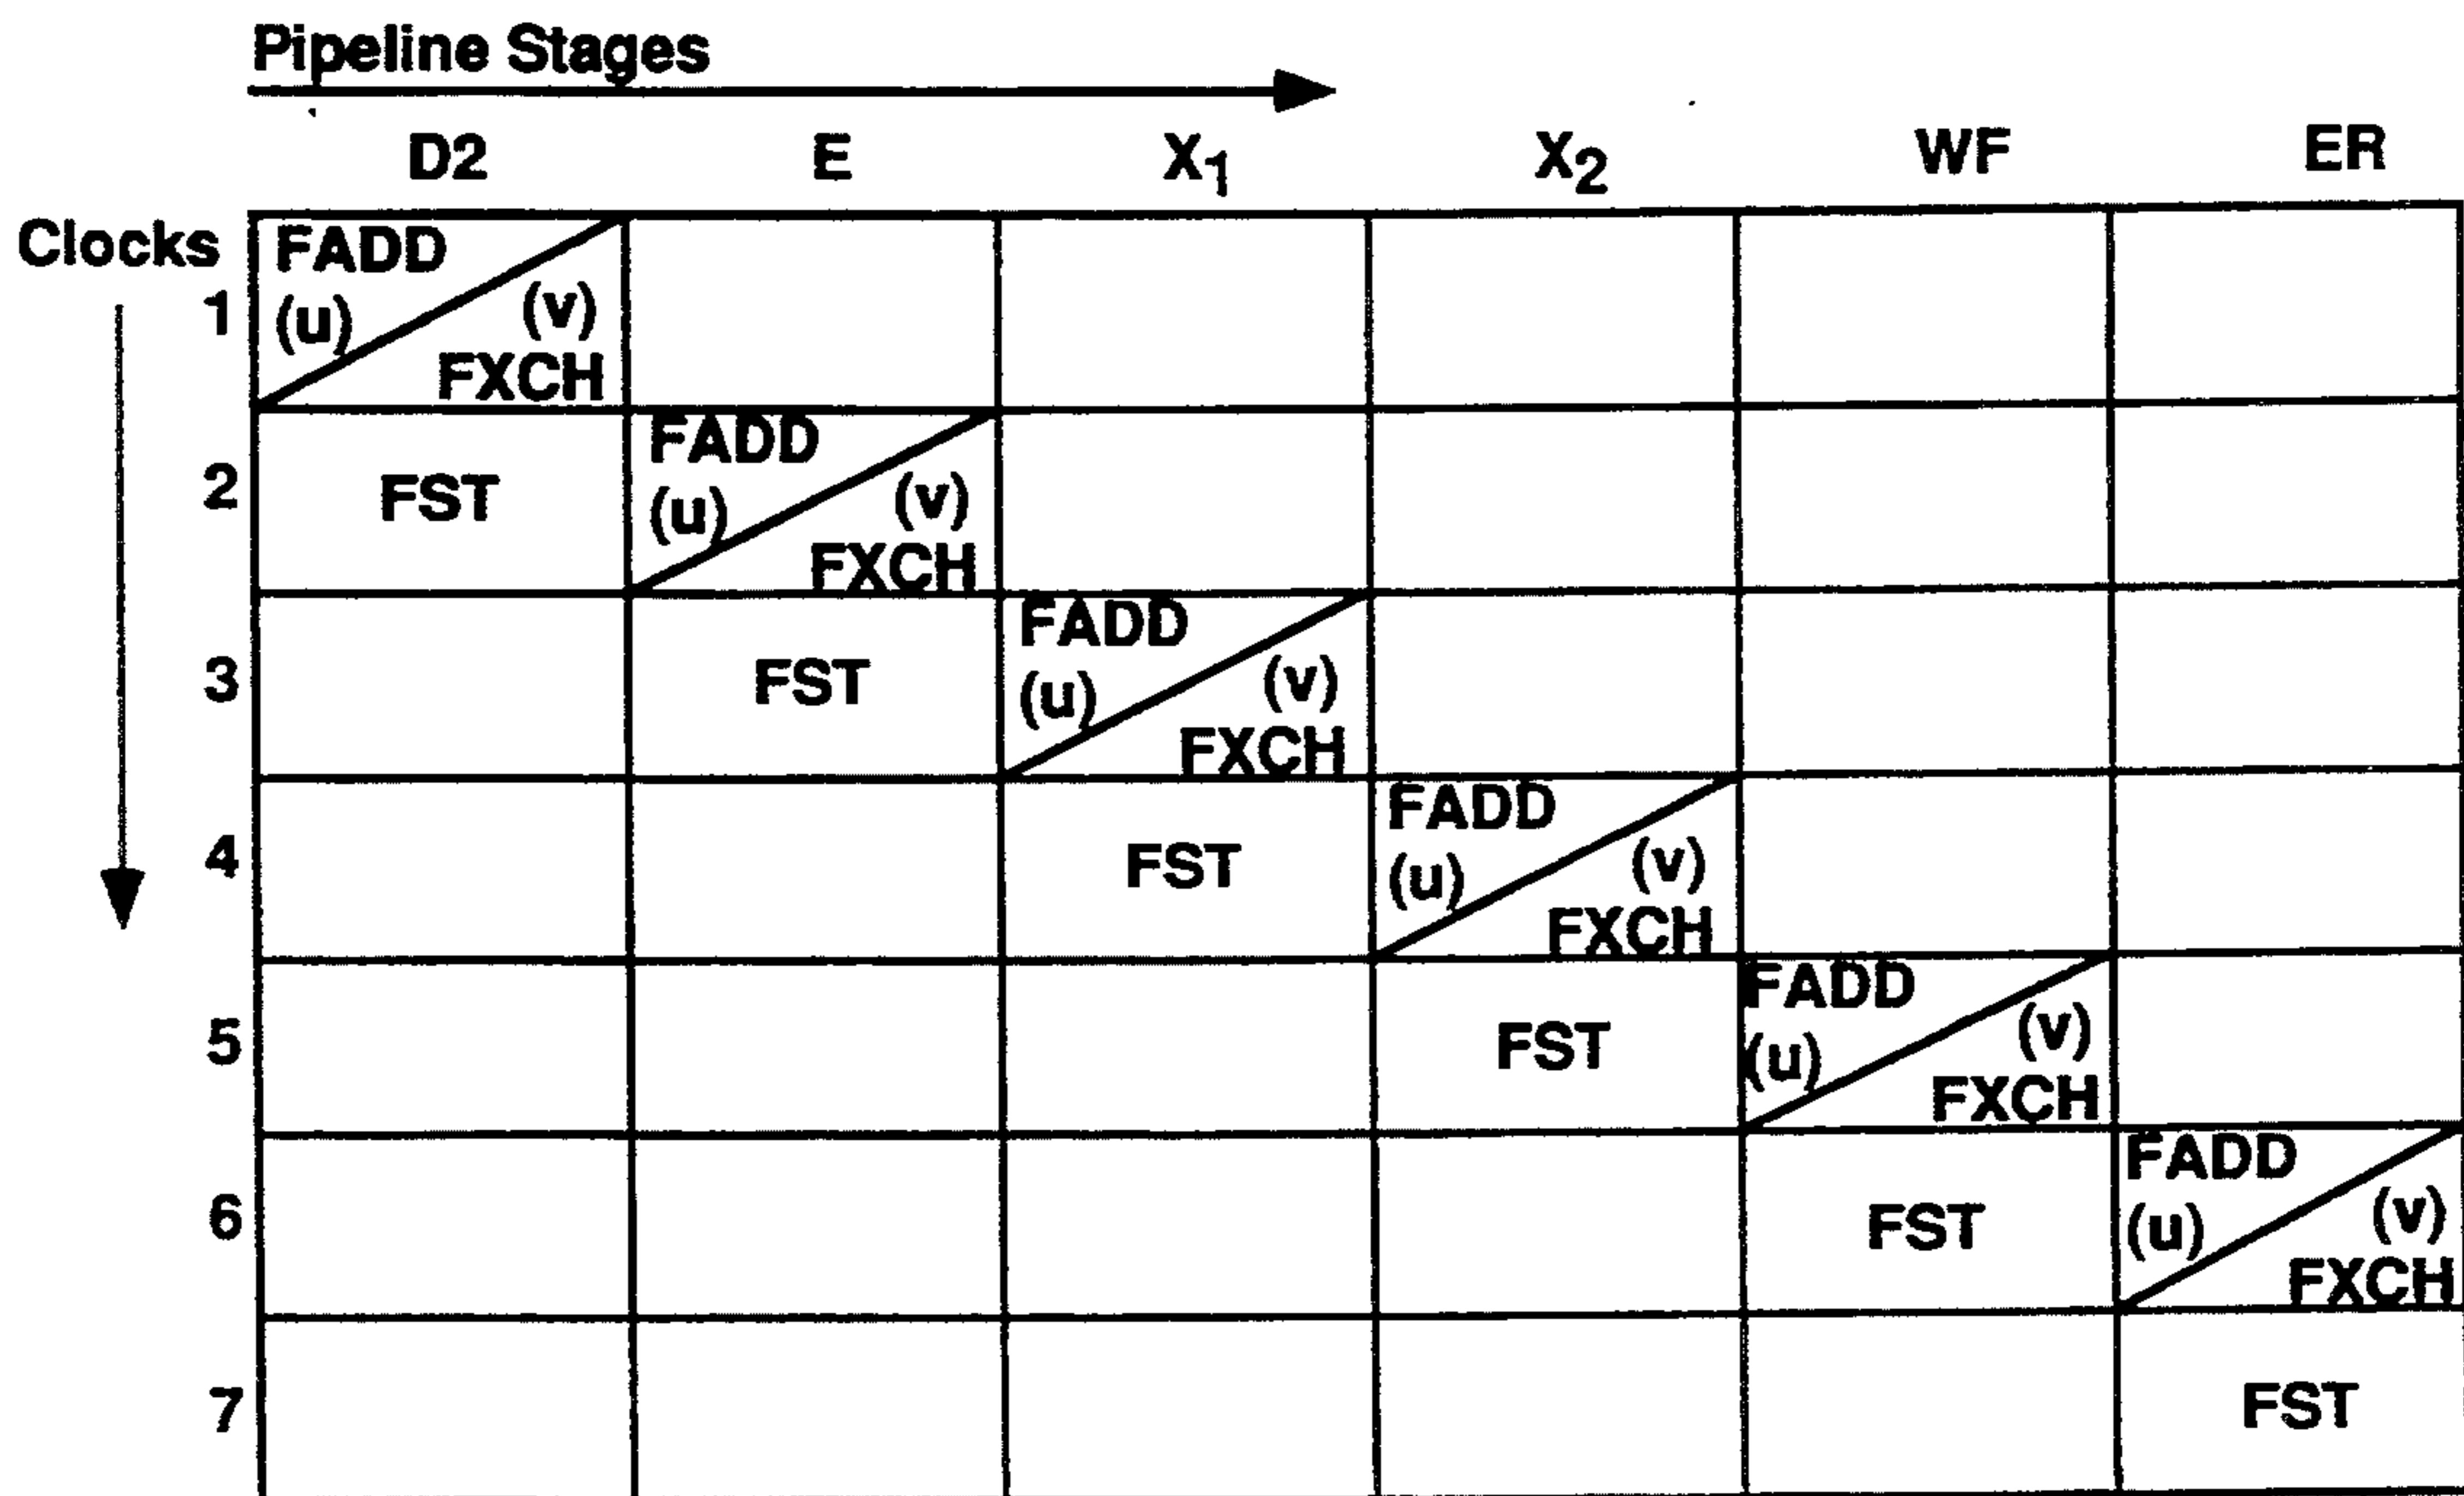 Pipeline Stages
D2 E X1 X2 WF ER
Clocks
1
FADD
(u) (v)
FXCH
2
FST
FADD
(u) (v)
FXCH
3
FST
FADD
(u) (v)
FXCH
4
FST
FADD
(u) (v)
FXCH
5
FST
FADD
(u) (v)
FXCH
6
FST
FADD
(u) (v)
FXCH
7
FST